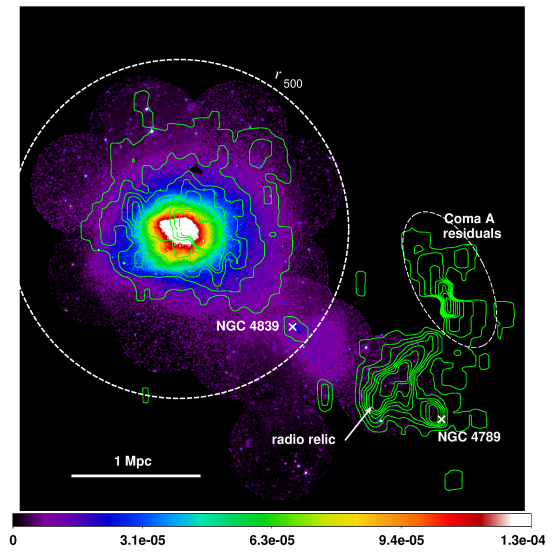 r 500
Coma A
residuals
NGC 4839
radio relic
NGC 4789
1 Mpc
0 3.1e-05 6.3e-05 9.4e-05 1.3e-04